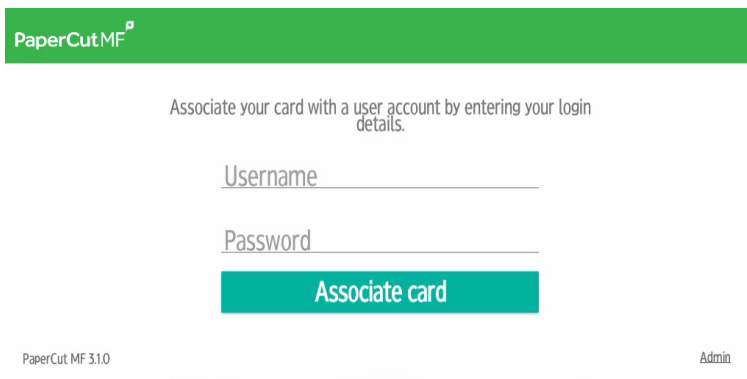 PaperCut MF
Associate your card with a user account by entering your login
details.
Username
Password
Associate card
PaperCut MF 3.1.0
Admin